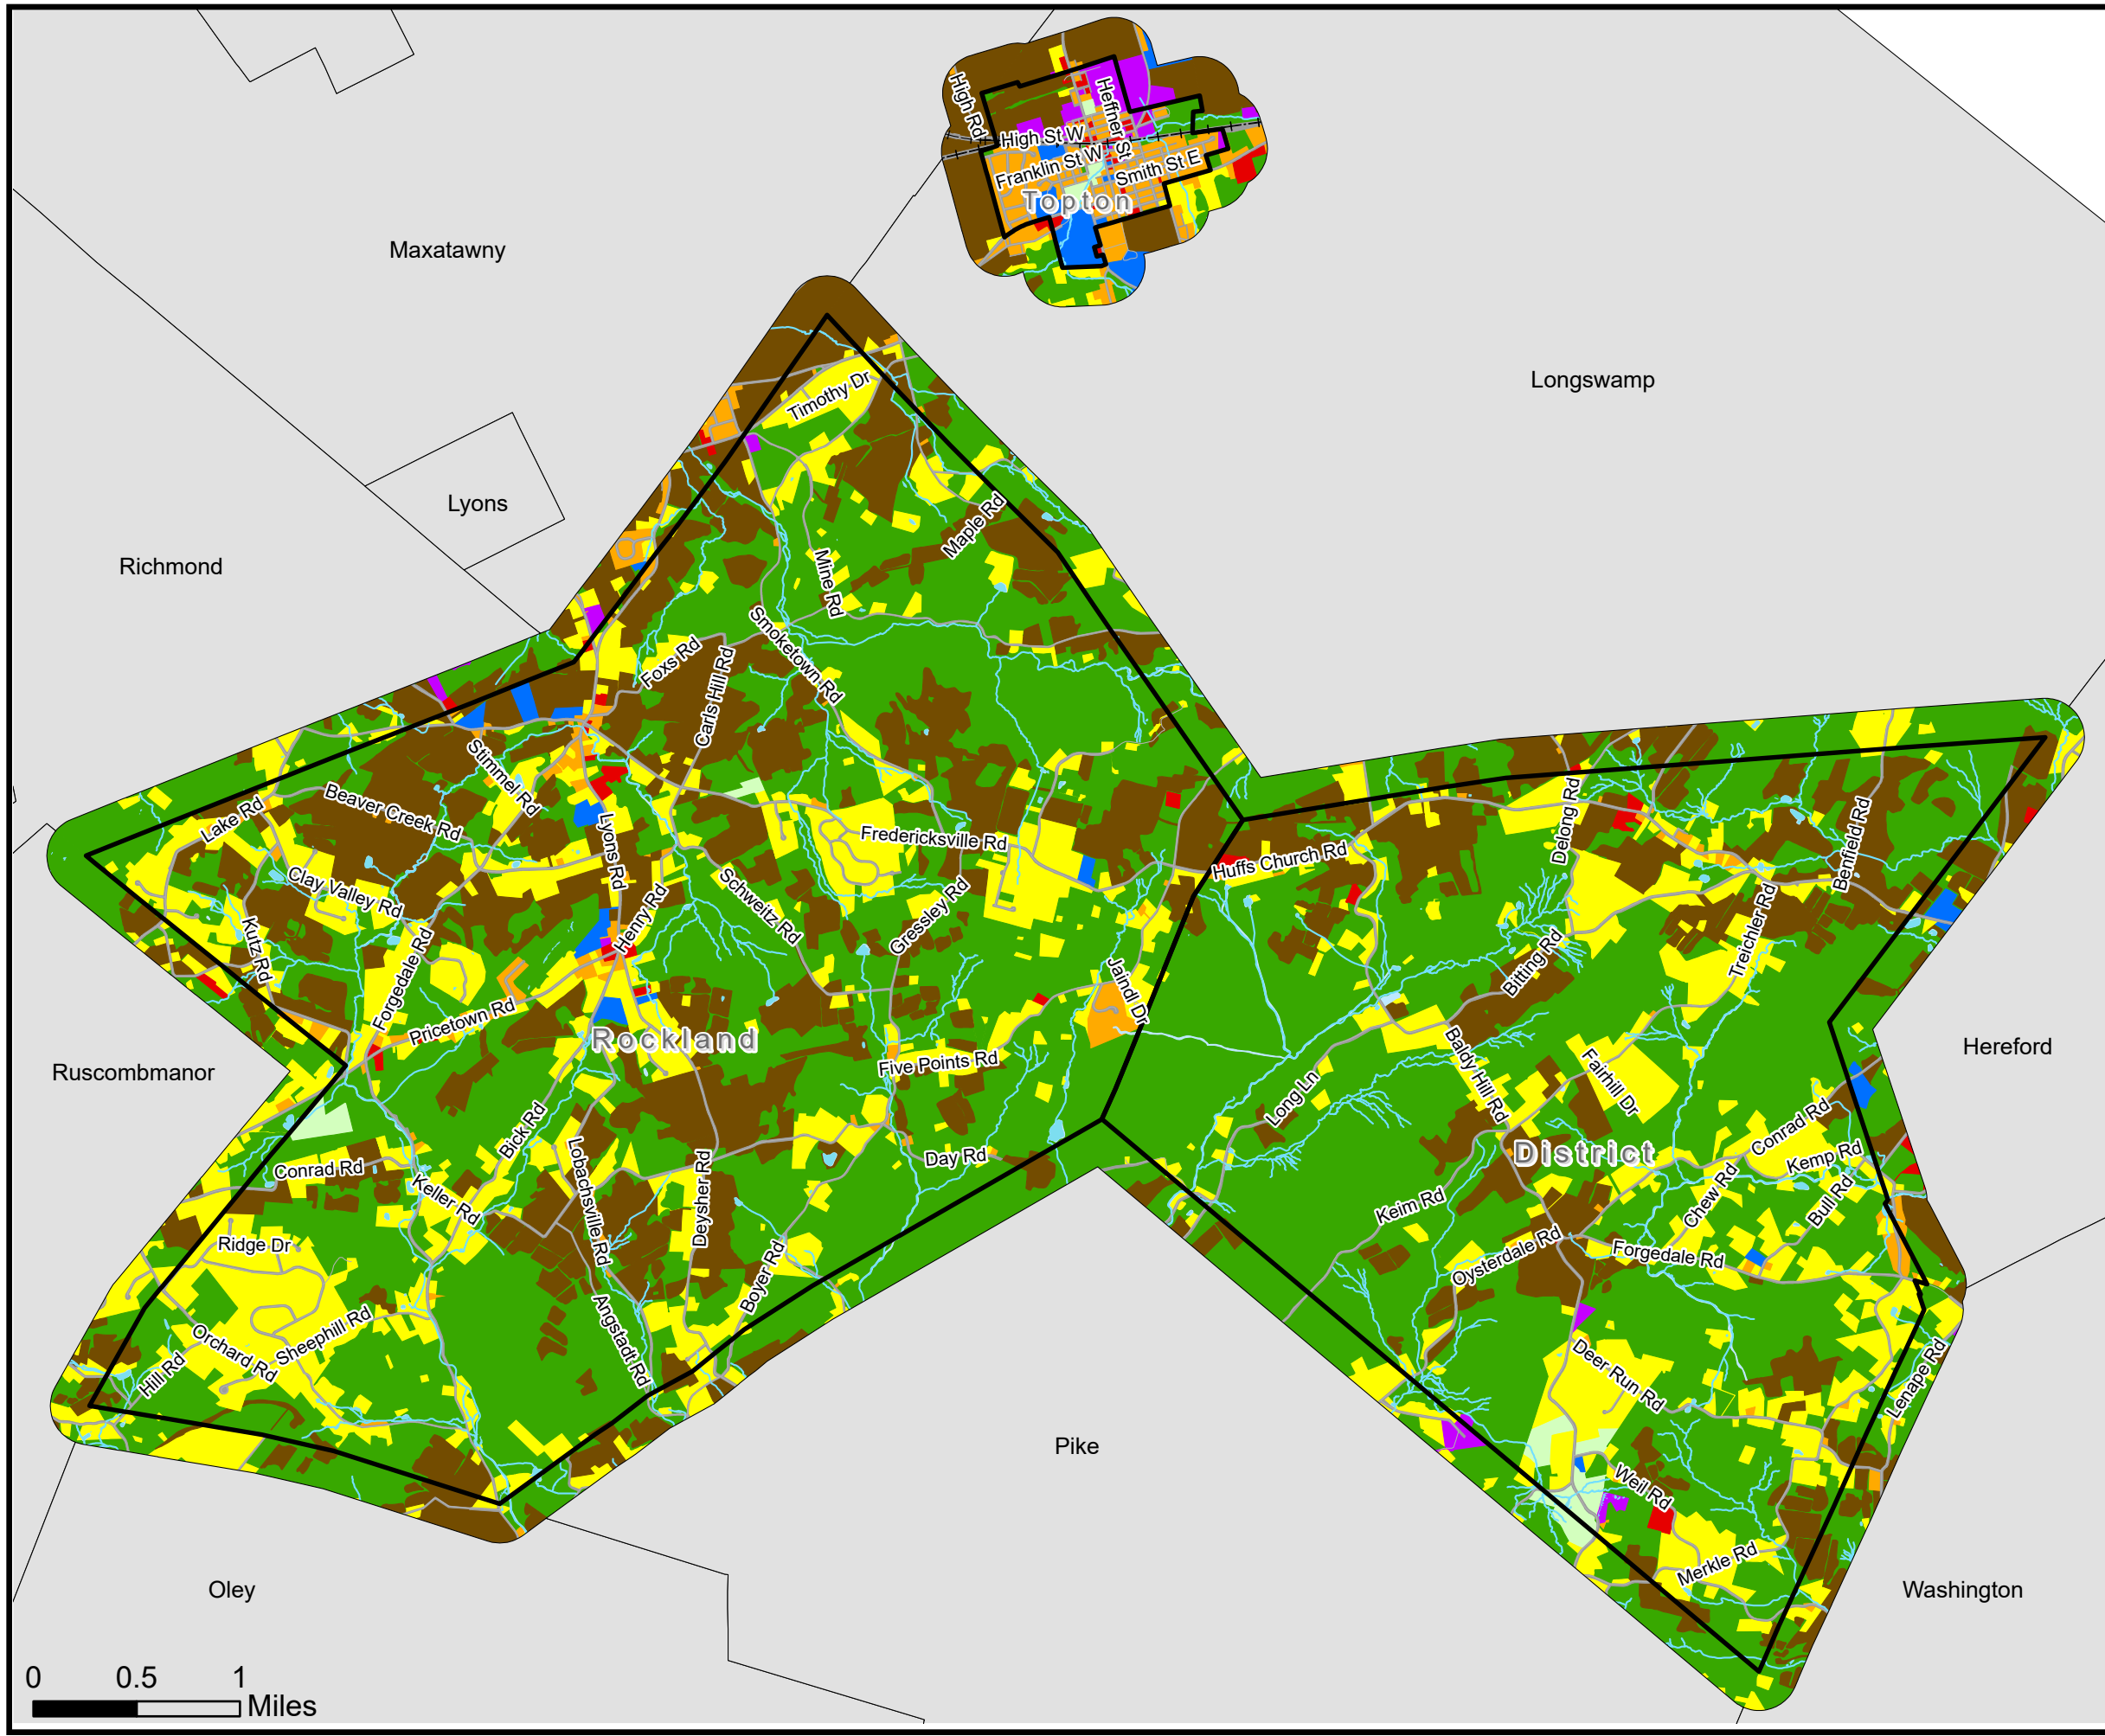 High Rd
Heffner St
High St W
Franklin St W
Smith St E
Topton
Maxatawny
Longswamp
Timothy Dr
Lyons
Maple Rd
Richmond
Mine Rd
Smoketown Rd
Foxs Rd
Carls Hill Rd
Stimmel Rd
Beaver Creek Rd
Lake Rd
Delong Rd
Benfield Rd
Fredericksville Rd
Lyons Rd
Huffs Church Rd
Clay Valley Rd
Schweitz Rd
Henry Rd
Gressley Rd
Treichler Rd
Kutz Rd
Forgedale Rd
Bitting Rd
Jaindl Dr
Pricetown Rd
Rockland
Hereford
Ruscombmanor
Five Points Rd
Baldy Hill Rd
Fairhill Dr
Long Ln
Bick Rd
Conrad Rd
District
Day Rd
Kemp Rd
Conrad Rd
Lobachsville Rd
Deysher Rd
Keller Rd
Chew Rd
Bull Rd
Keim Rd
Ridge Dr
Oysterdale Rd
Forgedale Rd
Boyer Rd
Angstadt Rd
Sheephill Rd
Orchard Rd
Hill Rd
Deer Run Rd
Lenape Rd
Pike
Weil Rd
Merkle Rd
Oley
Washington
0 0.5 1
Miles